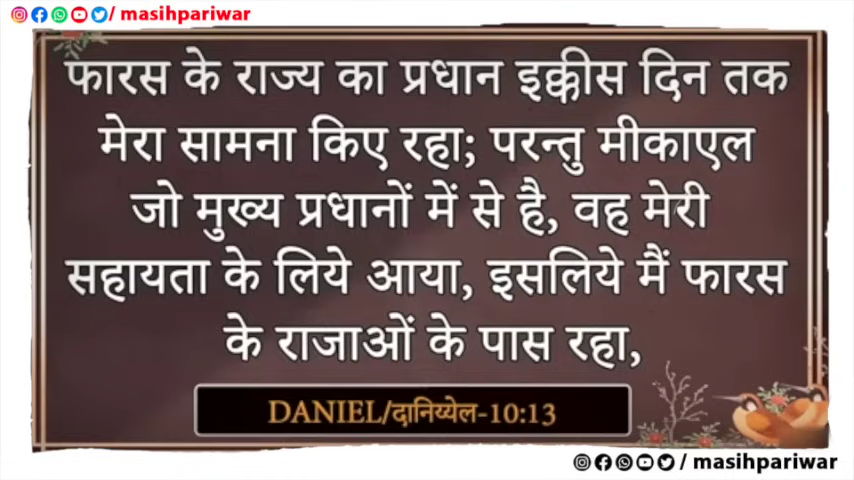 / masihpariwar
फारस के राज्य का प्रधान इक्कीस दिन तक
मेरा सामना किए रहा; परन्तु मीकाएल
जो मुख्य प्रधानों में से है, वह मेरी
सहायता के लिये आया, इसलिये मैं फारस
के राजाओं के पास रहा,
DANIEL/दानिय्येल-10:13
/ masihpariwar